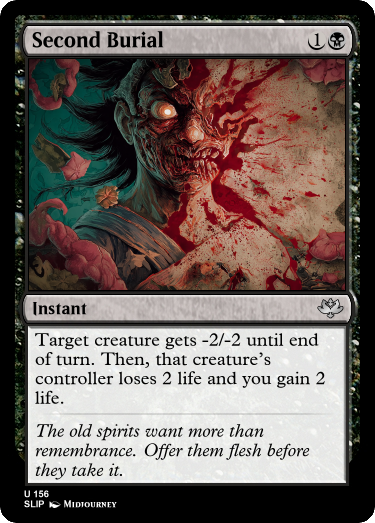 Second Burial 1
Instant
Target creature gets -2/-2 until end
of turn. Then, that creature's
controller loses 2 life and you gain 2
life.
The old spirits want more than
remembrance. Offer them flesh before
they take it.
U 156
SLIP Midjourney